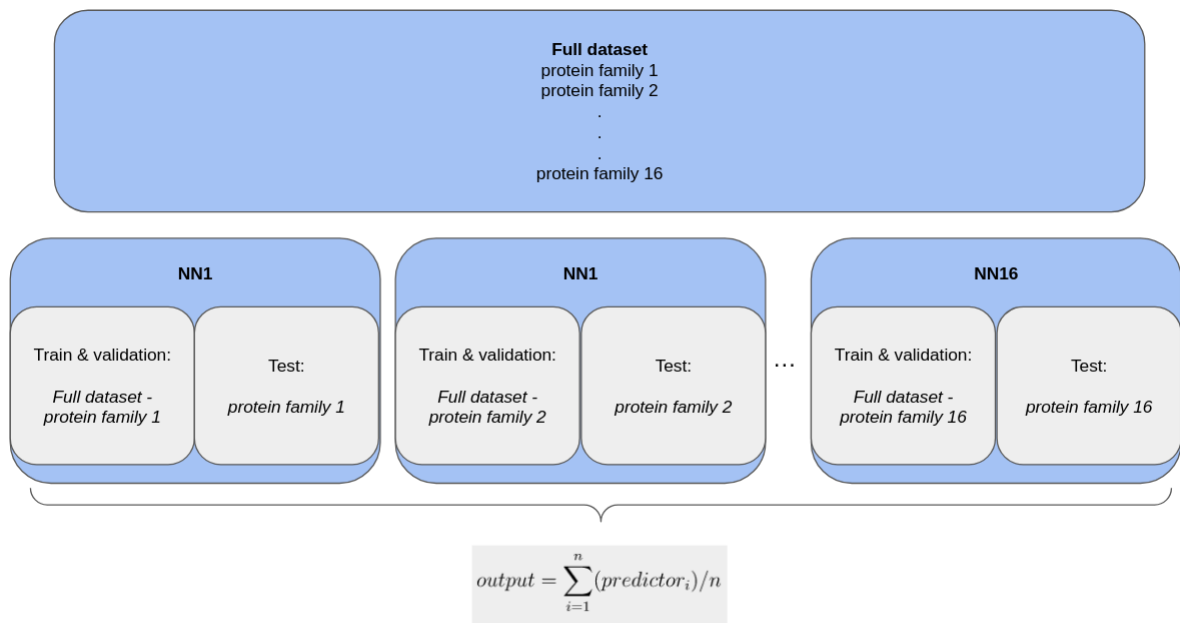 Full dataset
protein family 1
protein family 2
.
.
.
protein family 16
NN1
Train & validation:
Full dataset -
protein family 1
Test:
protein family 1
NN1
Train & validation:
Full dataset -
protein family 2
Test:
protein family 2
...
NN16
Train & validation:
Full dataset -
protein family 16
Test:
protein family 16
output = \sum_{i=1}^{n} (predictor_i)/n